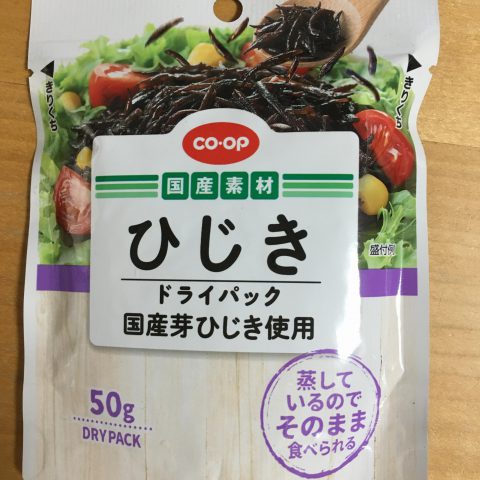 きりくち
きりくち
CO・OP
国産素材
ひじき
盛付例
ドライパック
国産芽ひじき使用
50g
DRY PACK
蒸して
いるので
そのまま
食べられる